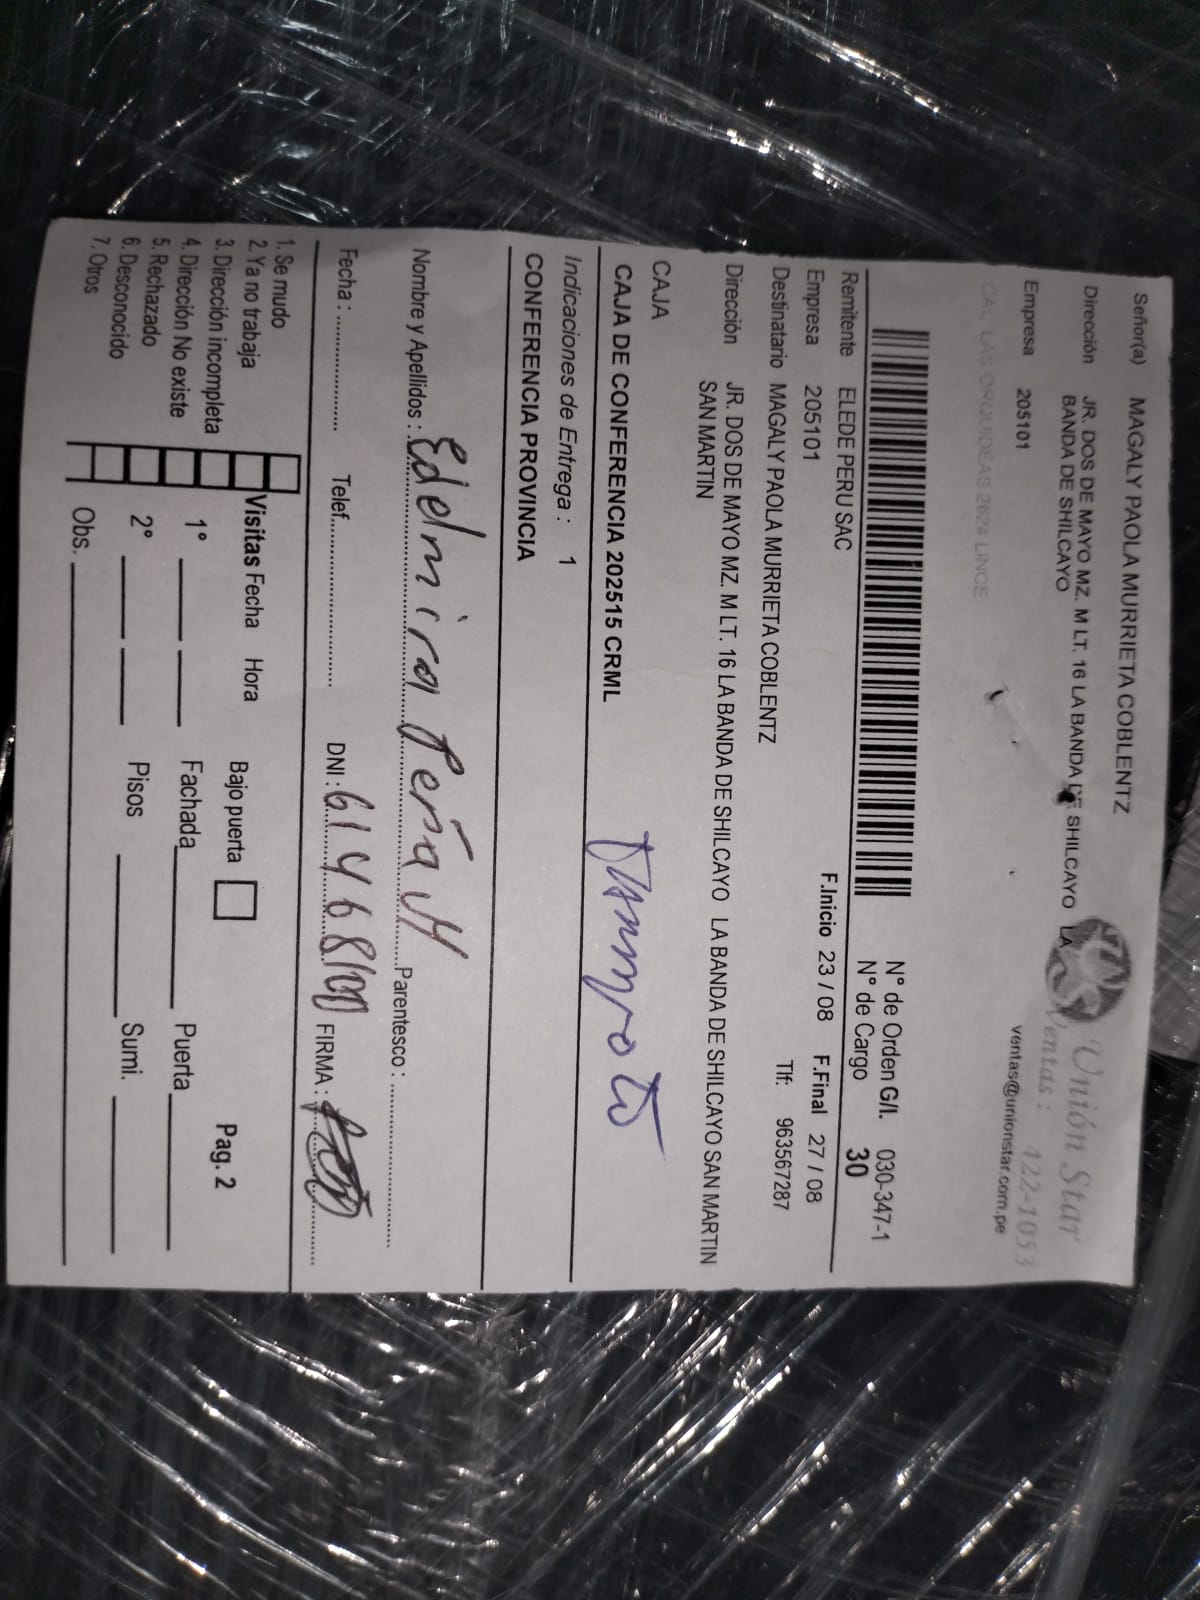 Señor(a) MAGALY PAOLA MURRIETA COBLENTZ
Dirección JR. DOS DE MAYO MZ. M LT. 16 LA BANDA DE SHILCAYO LA
BANDA DE SHILCAYO
Empresa 205101
CAL LAS ORQUIDEAS 2824 LINCE
Unión Star
Ventas: 422-1053
ventas@unionstar.com.pe
N° de Orden G/I. 030-347-1
N° de Cargo 30
Remitente ELEDE PERU SAC
Empresa 205101 F.Inicio 23 / 08 F.Final 27 / 08
Destinatario MAGALY PAOLA MURRIETA COBLENTZ Tlf: 963567287
Dirección JR. DOS DE MAYO MZ. M LT. 16 LA BANDA DE SHILCAYO LA BANDA DE SHILCAYO SAN MARTIN
SAN MARTIN
CAJA
CAJA DE CONFERENCIA 202515 CRML
Indicaciones de Entrega : 1
CONFERENCIA PROVINCIA
Nombre y Apellidos : Edelmira Peña M Parentesco :
Fecha : Telef. DNI : FIRMA :
1. Se mudo
2. Ya no trabaja
3. Dirección incompleta
4. Dirección No existe
5. Rechazado
6. Desconocido
7. Otros
Visitas Fecha Hora Bajo puerta Pag. 2
1° Fachada Puerta
2° Pisos Sumi.
Obs.